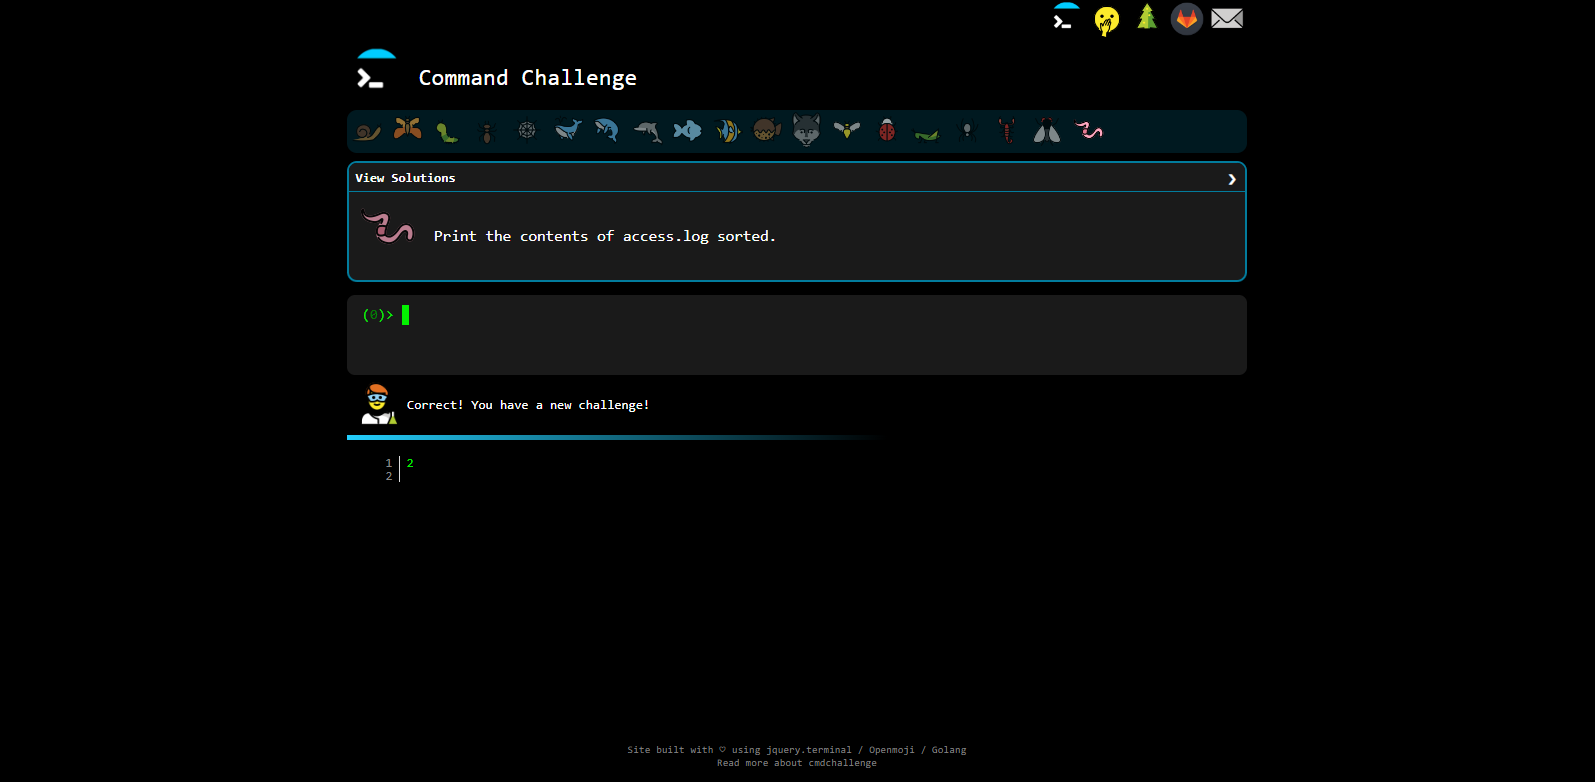 Command Challenge
View Solutions
Print the contents of access.log sorted.
(0)>
Correct! You have a new challenge!
1 2
2
Site built with ♡ using jquery.terminal / Openmoji / Golang
Read more about cmdchallenge